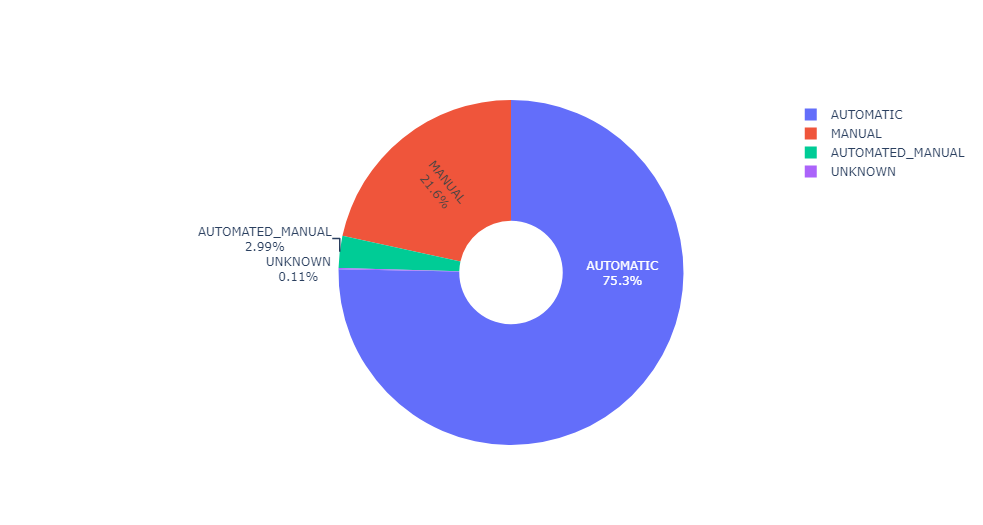 MANUAL
21.6%
AUTOMATED_MANUAL
2.99%
UNKNOWN
0.11%
AUTOMATIC
75.3%
AUTOMATIC
MANUAL
AUTOMATED_MANUAL
UNKNOWN